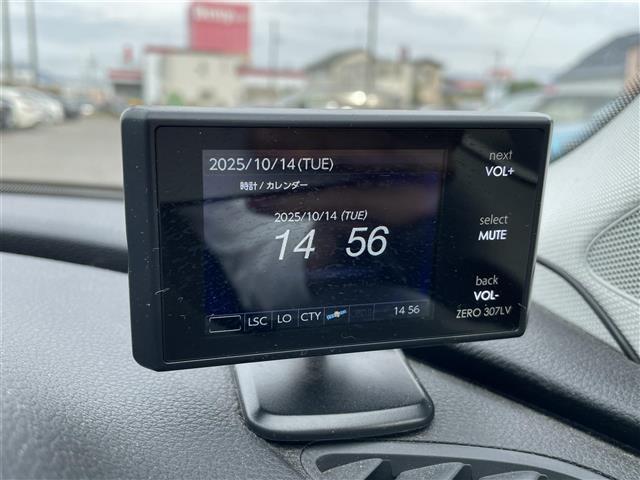 2025/10/14(TUE)
時計/カレンダー
2025/10/14 (TUE)
14 56
LSC LO CTY
14 56
next
VOL+
select
MUTE
back
VOL-
ZERO 307LV